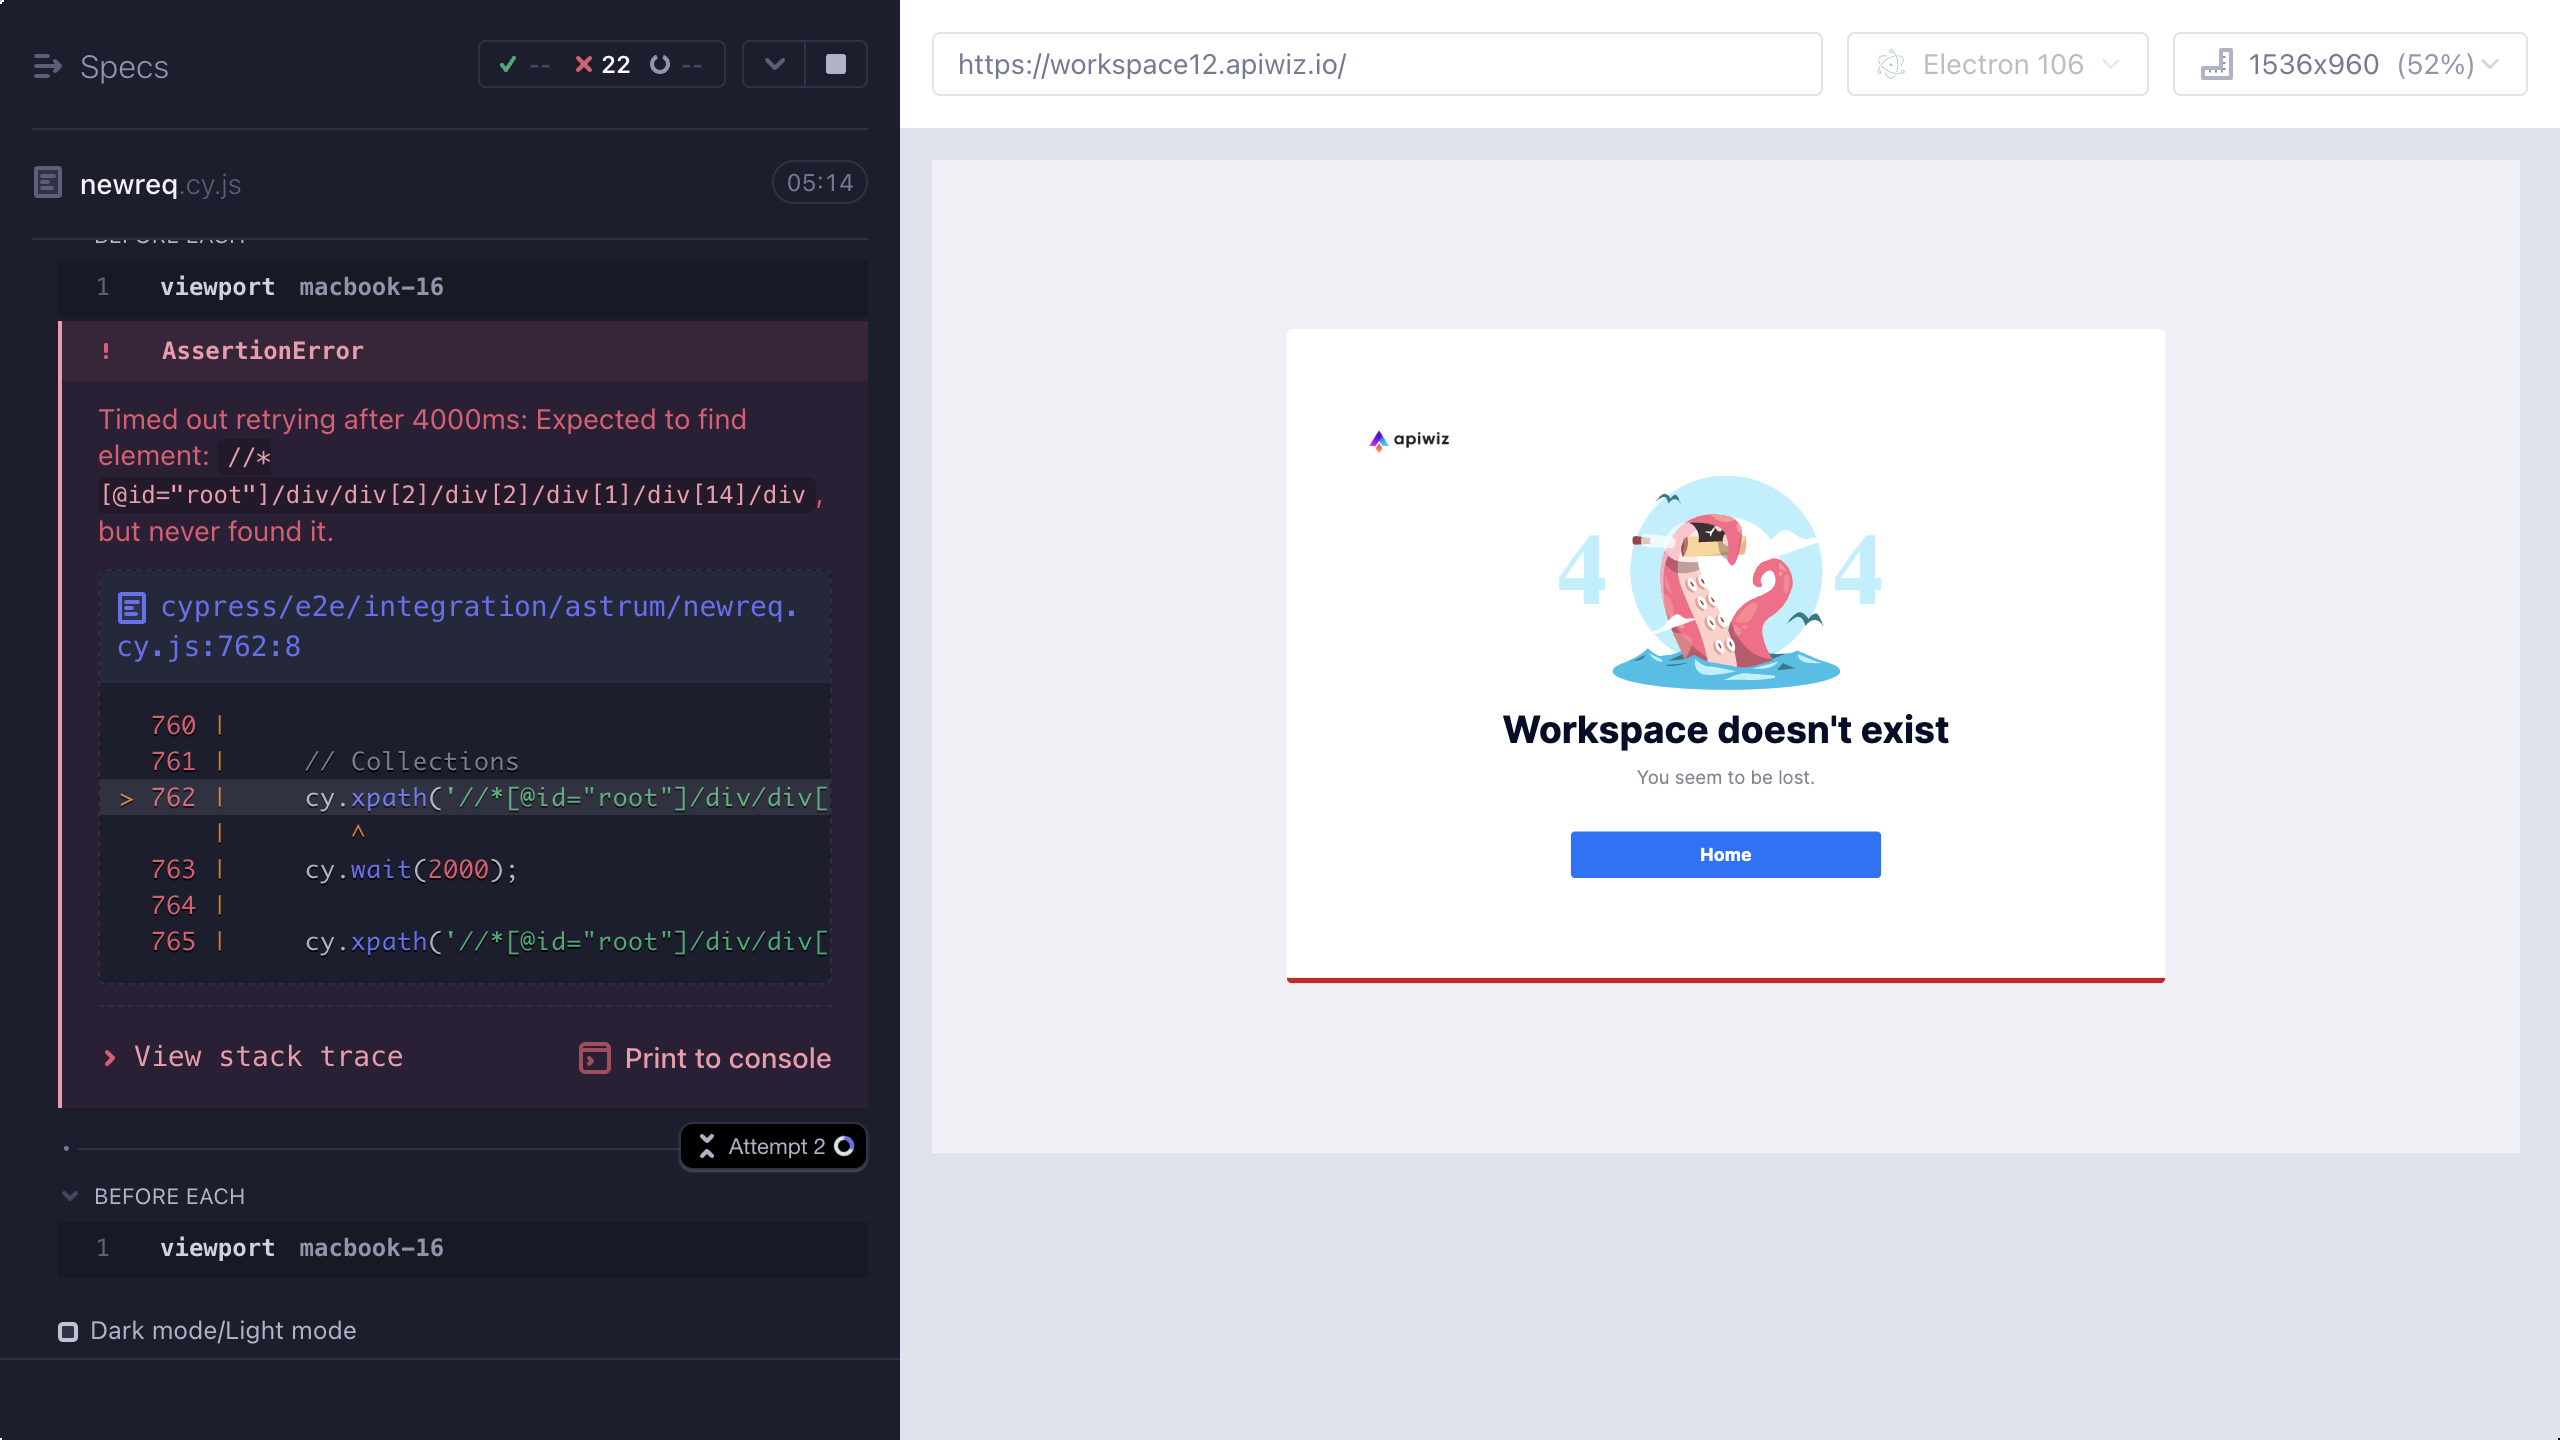 Specs
-- 22 --
newreq.cy.js 05:14
BEFORE EACH
1 viewport macbook-16
! AssertionError
Timed out retrying after 4000ms: Expected to find
element: //*
[@id="root"]/div/div[2]/div[2]/div[1]/div[14]/div,
but never found it.
cypress/e2e/integration/astrum/newreq.
cy.js:762:8
760 |
761 | // Collections
> 762 | cy.xpath('//*[@id="root"]/div/div[
| ^
763 | cy.wait(2000);
764 |
765 | cy.xpath('//*[@id="root"]/div/div[
View stack trace
Print to console
Attempt 2
BEFORE EACH
1 viewport macbook-16
Dark mode/Light mode
https://workspace12.apiwiz.io/
Electron 106
1536x960 (52%)
apiwiz
4 4
Workspace doesn't exist
You seem to be lost.
Home